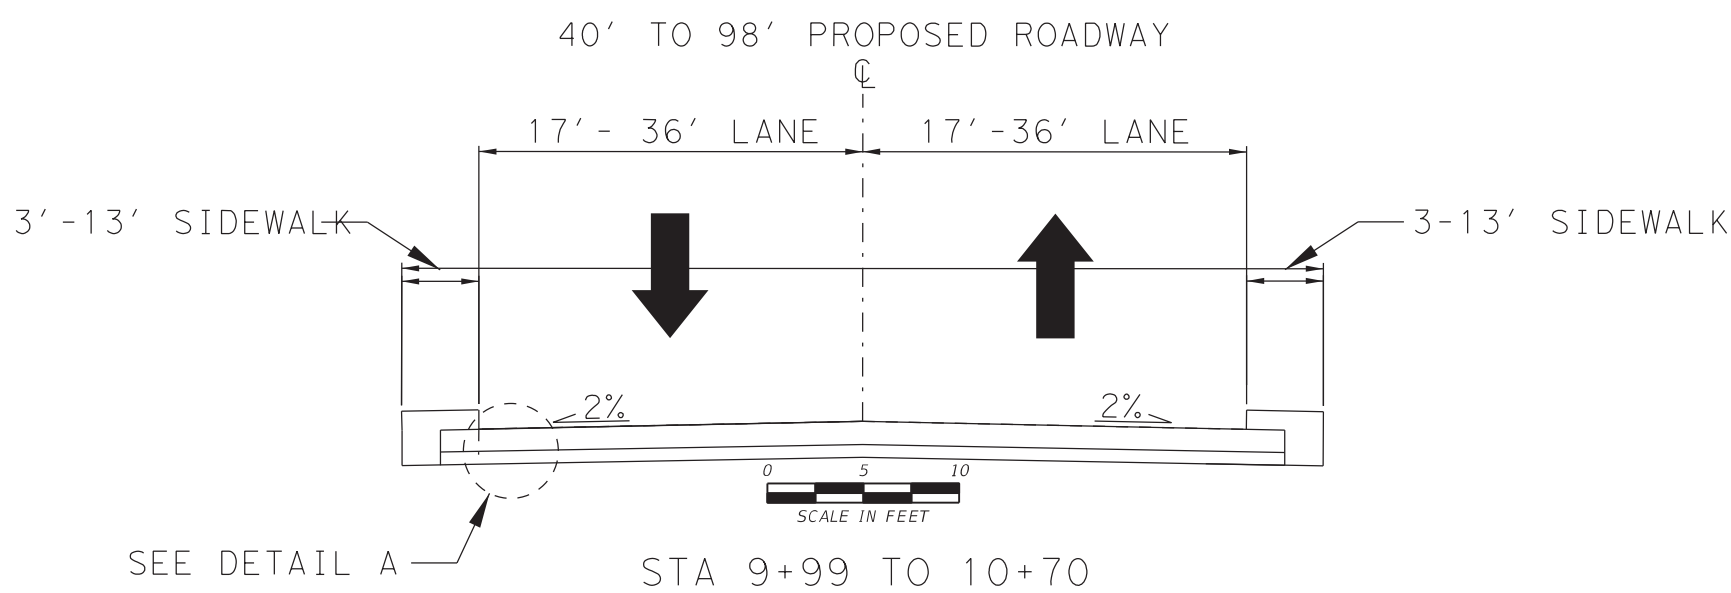 40' TO 98' PROPOSED ROADWAY
℄
17'- 36' LANE 17'-36' LANE
3'-13' SIDEWALK 3-13' SIDEWALK
2% 2%
0 5 10
SCALE IN FEET
SEE DETAIL A
STA 9+99 TO 10+70